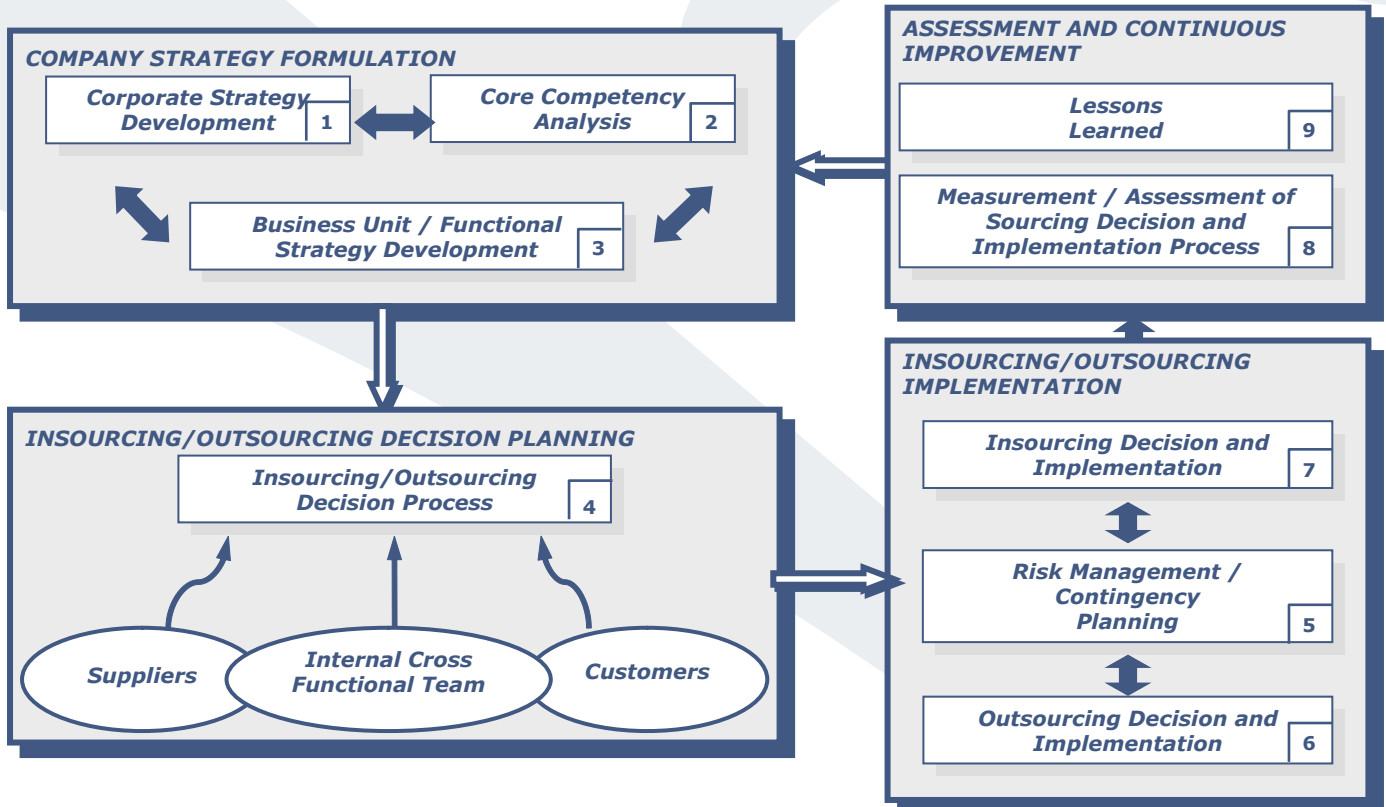 COMPANY STRATEGY FORMULATION
Corporate Strategy
Development
1
Core Competency
Analysis
2
Business Unit / Functional
Strategy Development
3
INSOURCING/OUTSOURCING DECISION PLANNING
Insourcing/Outsourcing
Decision Process
4
Suppliers
Internal Cross
Functional Team
Customers
ASSESSMENT AND CONTINUOUS
IMPROVEMENT
Lessons
Learned
9
Measurement / Assessment of
Sourcing Decision and
Implementation Process
8
INSOURCING/OUTSOURCING
IMPLEMENTATION
Insourcing Decision and
Implementation
7
Risk Management /
Contingency
Planning
5
Outsourcing Decision and
Implementation
6